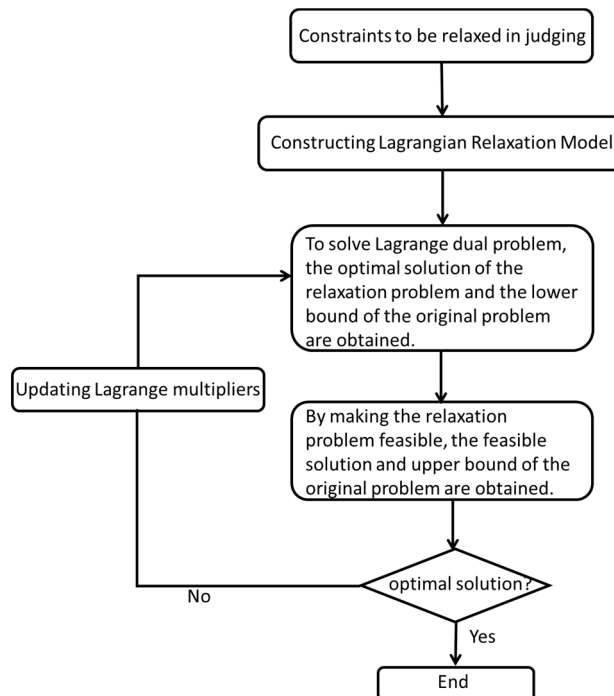 Constraints to be relaxed in judging
Constructing Lagrangian Relaxation Model
To solve Lagrange dual problem,
the optimal solution of the
relaxation problem and the lower
bound of the original problem
are obtained.
Updating Lagrange multipliers
By making the relaxation
problem feasible, the feasible
solution and upper bound of the
original problem are obtained.
optimal solution?
No
Yes
End